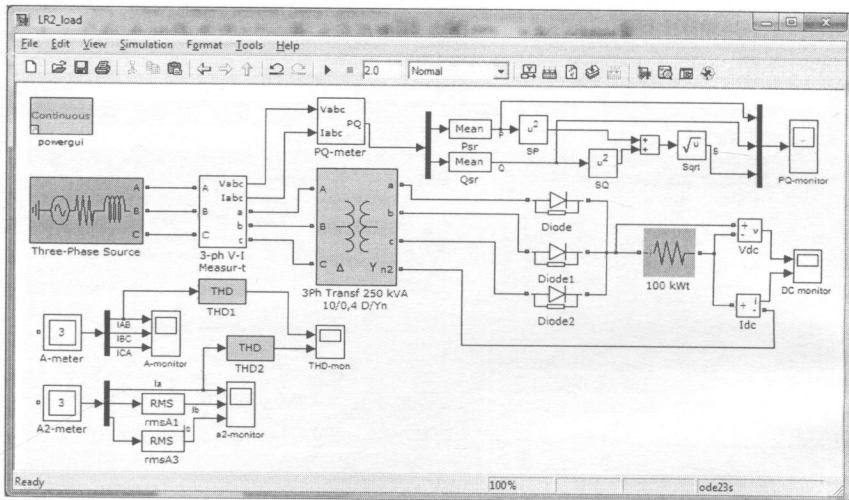 LR2_load
File Edit View Simulation Format Tools Help
2.0 Normal
Continuous
powergui
Vabc
Iabc
PQ
PQ-meter
Mean
Psr
P
u²
SP
Mean
Qsr
Q
u²
SQ
+
+
√u
Sqrt
S
PQ-monitor
A
B
C
Three-Phase Source
A
B
C
Vabc
Iabc
a
b
c
3-ph V-I
Measur-t
A
B
C
a
b
c
n2
Δ
Y
3Ph Transf 250 kVA
10/0,4 D/Yn
Diode
Diode1
Diode2
100 kWt
+
-
v
Vdc
+
-
i
Idc
DC monitor
3
A-meter
IAB
IBC
ICA
A-monitor
THD
THD1
THD
THD2
THD-mon.
3
A2-meter
Ia
RMS
rmsA1
Ib
RMS
rmsA3
Ic
a2-monitor
Ready 100% ode23s